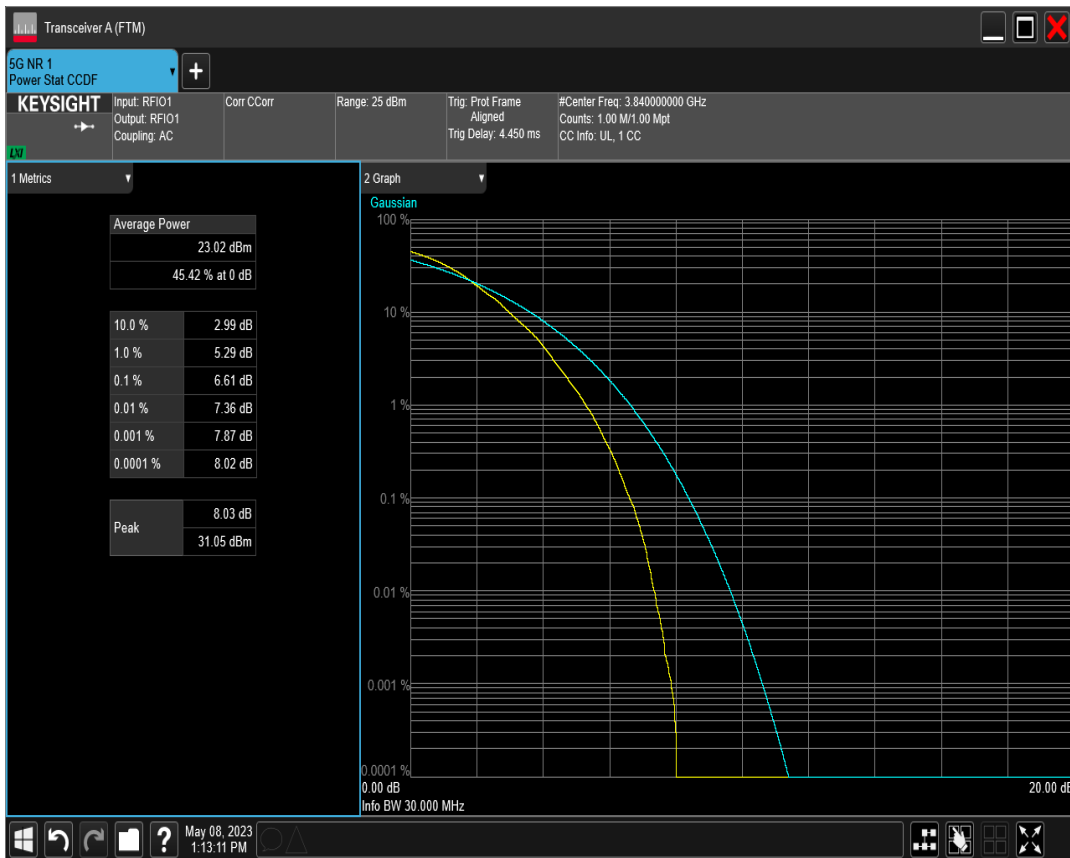 Transceiver A (FTM)
5G NR 1
Power Stat CCDF
+
KEYSIGHT
LXI
Input: RFIO1
Output: RFIO1
Coupling: AC
Corr CCorr
Range: 25 dBm
Trig: Prot Frame
Aligned
Trig Delay: 4.450 ms
#Center Freq: 3.840000000 GHz
Counts: 1.00 M/1.00 Mpt
CC Info: UL, 1 CC
1 Metrics
Average Power
23.02 dBm
45.42 % at 0 dB
10.0 % 2.99 dB
1.0 % 5.29 dB
0.1 % 6.61 dB
0.01 % 7.36 dB
0.001 % 7.87 dB
0.0001 % 8.02 dB
Peak 8.03 dB
31.05 dBm
2 Graph
Gaussian
100 %
10 %
1 %
0.1 %
0.01 %
0.001 %
0.0001 %
0.00 dB 20.00 dB
Info BW 30.000 MHz
?
May 08, 2023
1:13:11 PM